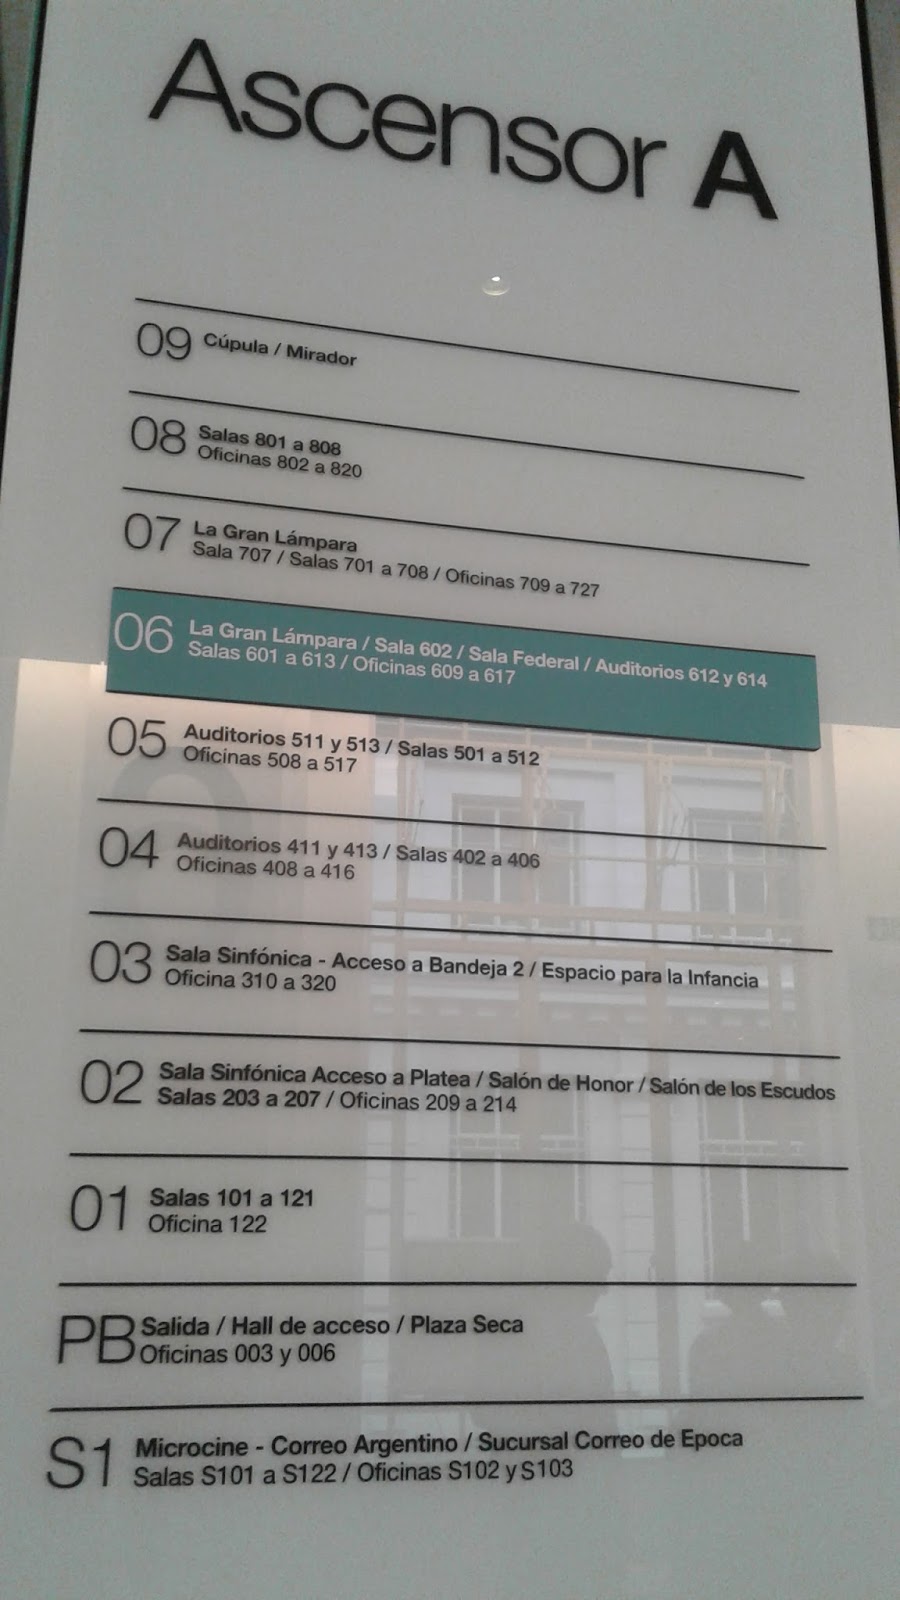 Ascensor A
09 Cúpula / Mirador
08 Salas 801 a 808
Oficinas 802 a 820
07 La Gran Lámpara
Sala 707 / Salas 701 a 708 / Oficinas 709 a 727
06 La Gran Lámpara / Sala 602 / Sala Federal / Auditorios 612 y 614
Salas 601 a 613 / Oficinas 609 a 617
05 Auditorios 511 y 513 / Salas 501 a 512
Oficinas 508 a 517
04 Auditorios 411 y 413 / Salas 402 a 406
Oficinas 408 a 416
03 Sala Sinfónica - Acceso a Bandeja 2 / Espacio para la Infancia
Oficina 310 a 320
02 Sala Sinfónica Acceso a Platea / Salón de Honor / Salón de los Escudos
Salas 203 a 207 / Oficinas 209 a 214
01 Salas 101 a 121
Oficina 122
PB Salida / Hall de acceso / Plaza Seca
Oficinas 003 y 006
S1 Microcine - Correo Argentino / Sucursal Correo de Epoca
Salas S101 a S122 / Oficinas S102 y S103